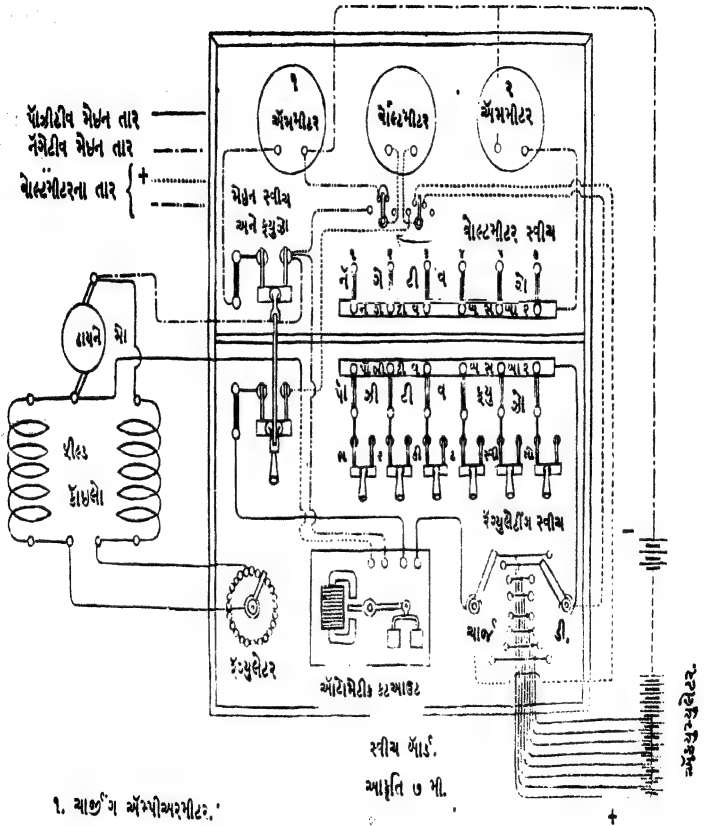 ૧
ઍમમીટર
વોલ્ટમીટર
૨
ઍમમીટર
પૉઝીટીવ મેઇન તાર
નૅગેટીવ મેઇન તાર
વોલ્ટમીટરના તાર { +
-
મેઇન સ્વીચ
અને ફ્યુઝો
વોલ્ટમીટર સ્વીચ
નૅ ગે ટી વ
ડાયનેમો
પૉ ઝી ટી વ ફ્યુ ઝો
ફીલ્ડ
કૉઇલો
રૅગ્યુલેટીંગ સ્વીચ
-
ચાર્જ
ડી.
રૅગ્યુલેટર
ઑટોમેટીક કટઆઉટ
ઍક્યુમ્યુલેટર.
+
સ્વીચ બૉર્ડ.
આકૃતિ ૭ મી.
૧. ચાર્જીંગ ઍમ્પીઅરમીટર.